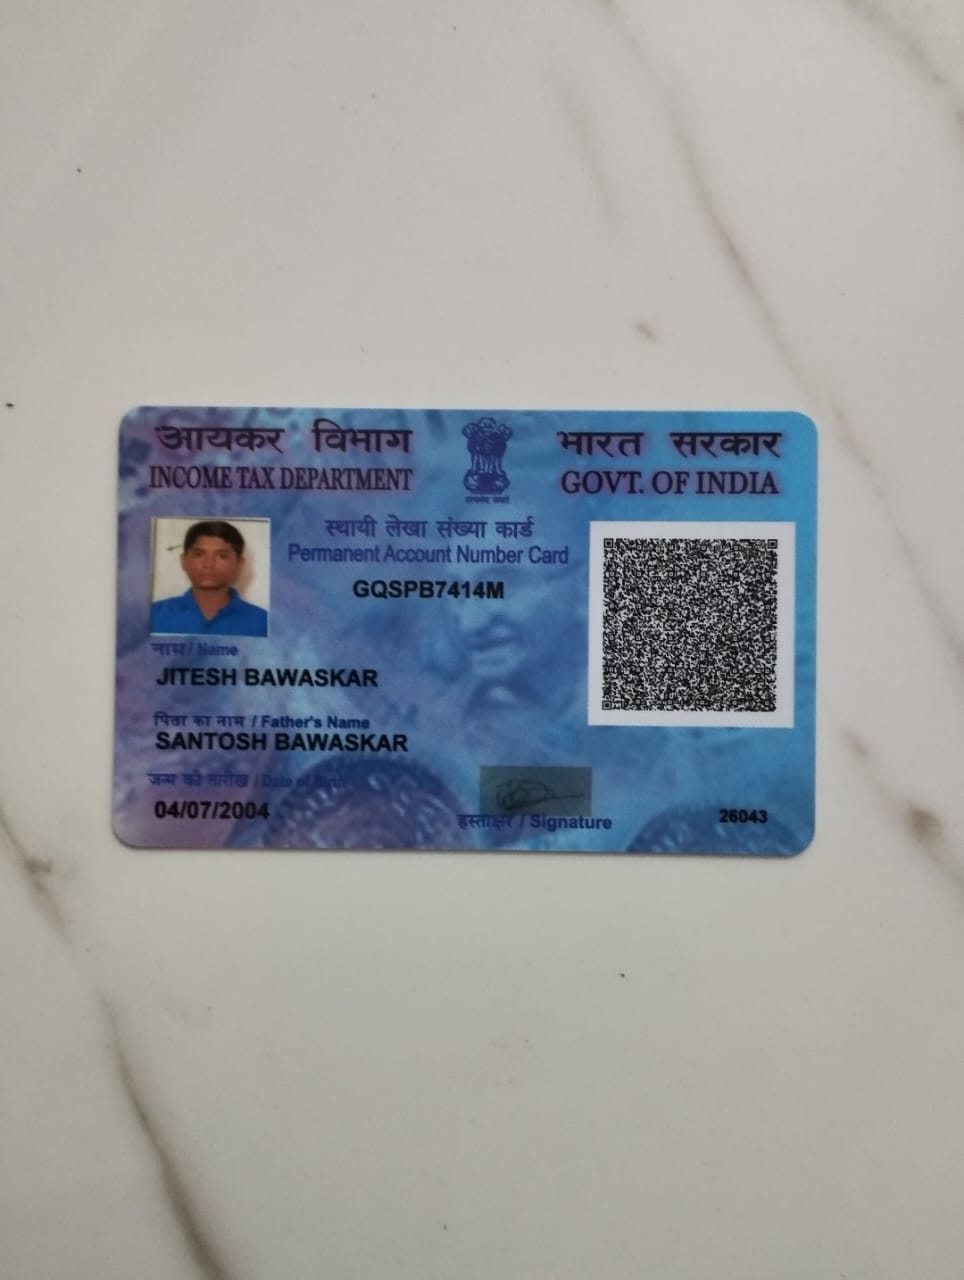 आयकर विभाग
INCOME TAX DEPARTMENT
सत्यमेव जयते
भारत सरकार
GOVT. OF INDIA
स्थायी लेखा संख्या कार्ड
Permanent Account Number Card
GQSPB7414M
नाम / Name
JITESH BAWASKAR
पिता का नाम / Father's Name
SANTOSH BAWASKAR
जन्म की तारीख / Date of Birth
04/07/2004
हस्ताक्षर / Signature
26043